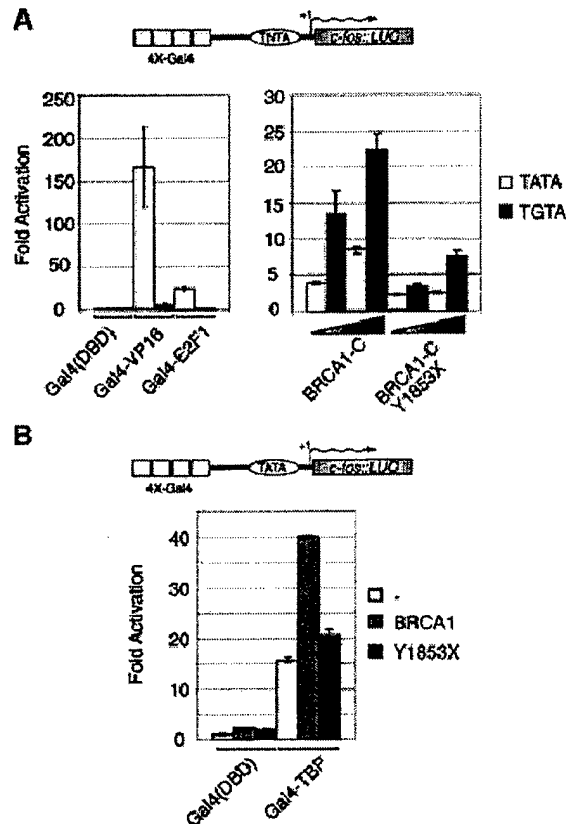 A
+1
TNTA
c-fos::LUC
4X-Gal4
Fold Activation
250
200
150
100
50
0
Gal4(DBD)
Gal4-VP16
Gal4-E2F1
30
25
20
15
10
5
0
BRCA1-C
BRCA1-C
Y1853X
TATA
TGTA
B
+1
TATA
c-fos::LUC
4X-Gal4
Fold Activation
40
30
20
10
0
Gal4(DBD)
Gal4-TBP
-
BRCA1
Y1853X